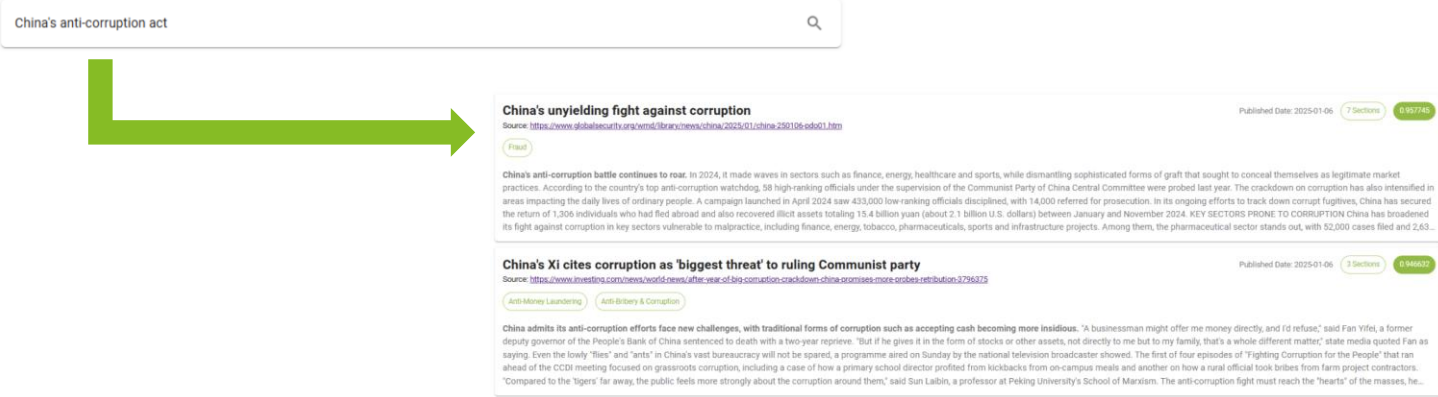 China's anti-corruption act
China's unyielding fight against corruption
Published Date: 2025-01-06 7 Sections 0.957745
Source: https://www.globalsecurity.org/wmd/library/news/china/2025/01/china-250106-pdo01.htm
Fraud
China's anti-corruption battle continues to roar. In 2024, it made waves in sectors such as finance, energy, healthcare and sports, while dismantling sophisticated forms of graft that sought to conceal themselves as legitimate market
practices. According to the country's top anti-corruption watchdog, 58 high-ranking officials under the supervision of the Communist Party of China Central Committee were probed last year. The crackdown on corruption has also intensified in
areas impacting the daily lives of ordinary people. A campaign launched in April 2024 saw 433,000 low-ranking officials disciplined, with 14,000 referred for prosecution. In its ongoing efforts to track down corrupt fugitives, China has secured
the return of 1,306 individuals who had fled abroad and also recovered illicit assets totaling 15.4 billion yuan (about 2.1 billion U.S. dollars) between January and November 2024. KEY SECTORS PRONE TO CORRUPTION China has broadened
its fight against corruption in key sectors vulnerable to malpractice, including finance, energy, tobacco, pharmaceuticals, sports and infrastructure projects. Among them, the pharmaceutical sector stands out, with 52,000 cases filed and 2,63...
China's Xi cites corruption as 'biggest threat' to ruling Communist party
Published Date: 2025-01-06 3 Sections 0.946632
Source: https://www.investing.com/news/world-news/after-year-of-big-corruption-crackdown-china-promises-more-probes-retribution-3796375
Anti-Money Laundering Anti-Bribery & Corruption
China admits its anti-corruption efforts face new challenges, with traditional forms of corruption such as accepting cash becoming more insidious. "A businessman might offer me money directly, and I'd refuse," said Fan Yifei, a former
deputy governor of the People's Bank of China sentenced to death with a two-year reprieve. "But if he gives it in the form of stocks or other assets, not directly to me but to my family, that's a whole different matter," state media quoted Fan as
saying. Even the lowly "flies" and "ants" in China's vast bureaucracy will not be spared, a programme aired on Sunday by the national television broadcaster showed. The first of four episodes of "Fighting Corruption for the People" that ran
ahead of the CCDI meeting focused on grassroots corruption, including a case of how a primary school director profited from kickbacks from on-campus meals and another on how a rural official took bribes from farm project contractors.
"Compared to the 'tigers' far away, the public feels more strongly about the corruption around them," said Sun Laibin, a professor at Peking University's School of Marxism. The anti-corruption fight must reach the "hearts" of the masses, he...